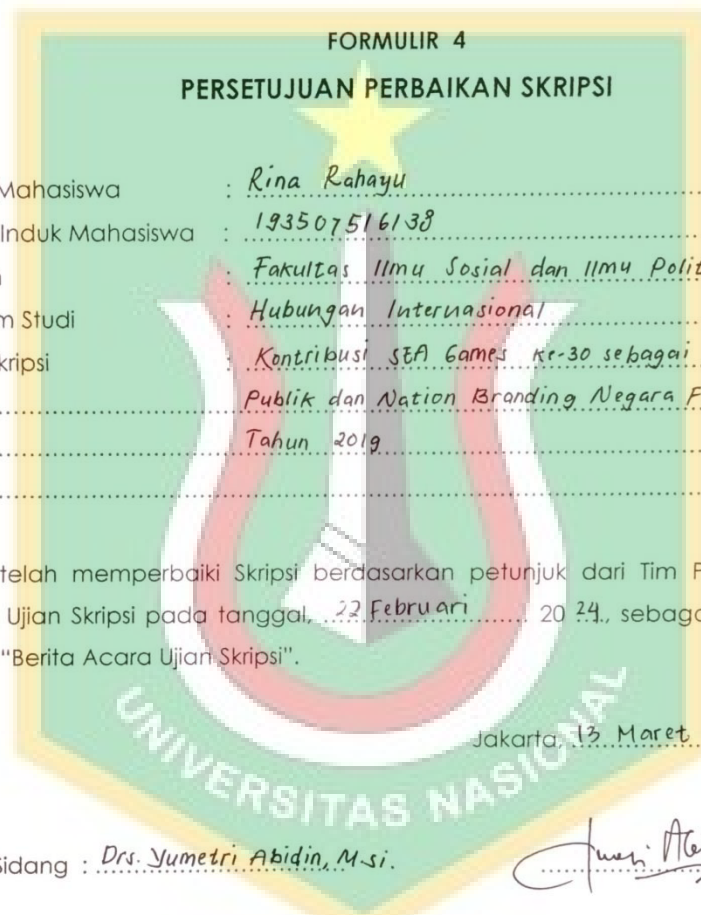 FORMULIR 4
PERSETUJUAN PERBAIKAN SKRIPSI
Mahasiswa : Rina Rahayu
Induk Mahasiswa : 193507516138
: Fakultas Ilmu Sosial dan Ilmu Polit
Studi : Hubungan Internasional
kripsi : Kontribusi SEA Games ke-30 sebagai
Publik dan Nation Branding Negara F
Tahun 2019
telah memperbaiki Skripsi berdasarkan petunjuk dari Tim P
Ujian Skripsi pada tanggal, 22 Februari 20 24., sebaga
"Berita Acara Ujian Skripsi".
UNIVERSITAS NASIONAL
Jakarta, 13 Maret
Sidang : Drs. Yumetri Abidin, M.si.